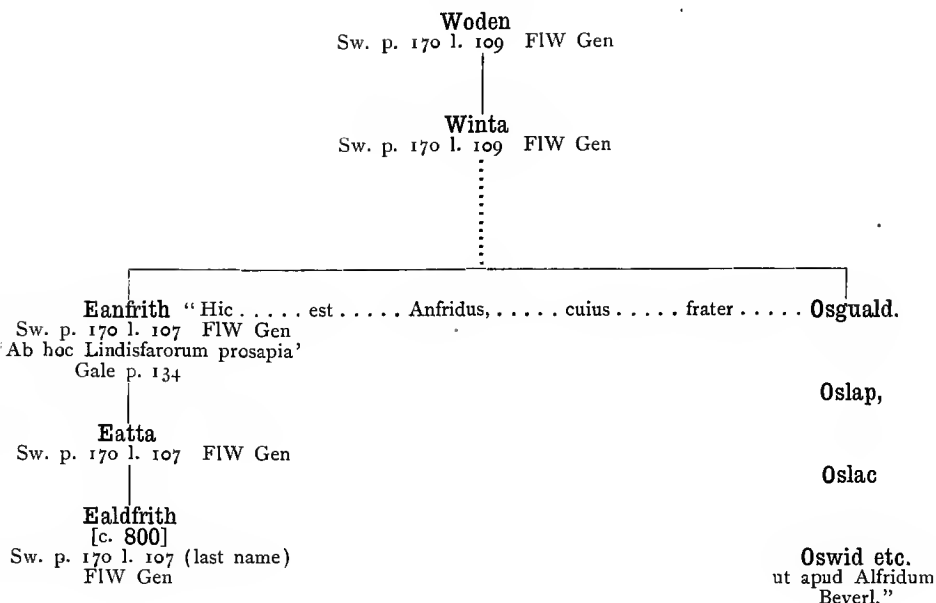 Woden
Sw. p. 170 l. 109 FlW Gen
Winta
Sw. p. 170 l. 109 FlW Gen
Eanfrith "Hic ..... est ..... Anfridus, ..... cuius ..... frater ..... Osguald.
Sw. p. 170 l. 107 FlW Gen
'Ab hoc Lindisfarorum prosapia'
Gale p. 134
Oslap,
Eatta
Sw. p. 170 l. 107 FlW Gen
Oslac
Ealdfrith
[c. 800]
Sw. p. 170 l. 107 (last name)
FlW Gen
Oswid etc.
ut apud Alfridum
Beverl."